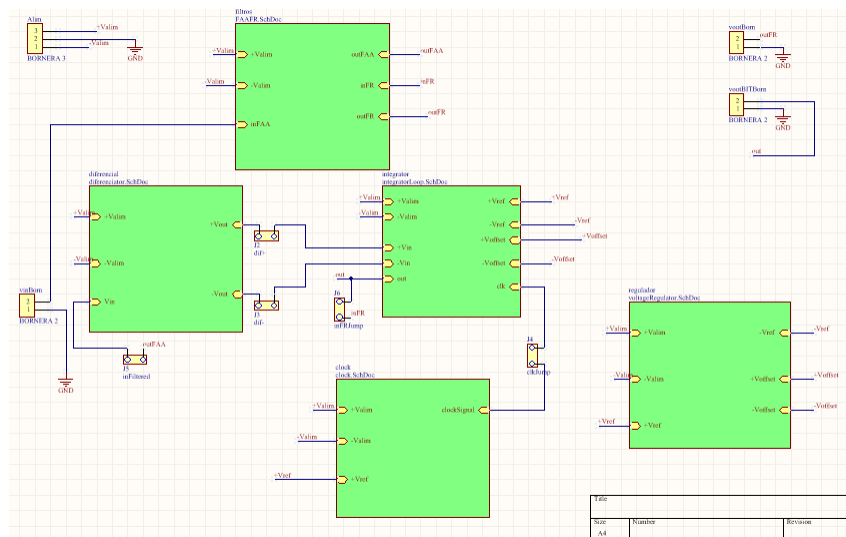 Alim
3
2
1
BORNERA 3
+Valim
-Valim
GND
filtros
FAAFR.SchDoc
+Valim
+Valim
-Valim
-Valim
inFAA
outFAA
outFAA
inFR
inFR
outFR
outFR
voutBorn
2
1
BORNERA 2
outFR
GND
voutBITBorn
2
1
BORNERA 2
GND
out
diferencial
diferenciator.SchDoc
+Valim
+Valim
-Valim
-Valim
Vin
+Vout
-Vout
J2
dif+
J3
dif-
integrator
integratorLoop.SchDoc
+Valim
+Valim
-Valim
-Valim
+Vin
-Vin
out
out
+Vref
+Vref
-Vref
-Vref
+Voffset
+Voffset
-Voffset
-Voffset
clk
J6
inFR
inFRJump
vinBorn
2
1
BORNERA 2
GND
outFAA
J5
inFiltered
J4
clkJump
clock
clock.SchDoc
+Valim
+Valim
-Valim
-Valim
+Vref
+Vref
clockSignal
regulador
voltageRegulator.SchDoc
+Valim
+Valim
-Valim
-Valim
+Vref
+Vref
-Vref
-Vref
+Voffset
+Voffset
-Voffset
-Voffset
Title
Size
Number
Revision
A4